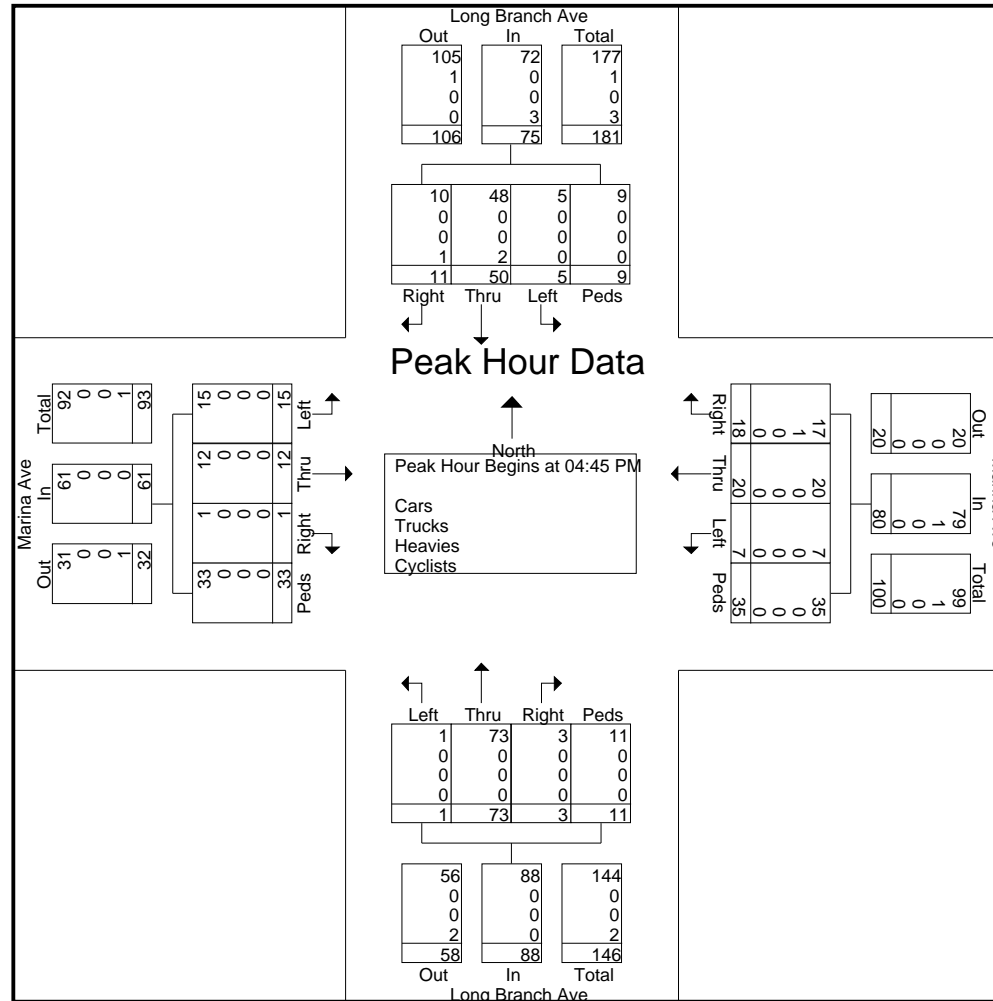 Long Branch Ave
Out In Total
105 72 177
1 0 1
0 0 0
0 3 3
106 75 181
10 48 5 9
0 0 0 0
0 0 0 0
1 2 0 0
11 50 5 9
Right Thru Left Peds
Peak Hour Data
Marina Ave
Total
92 0 0 1 93
In
61 0 0 0 61
Out
31 0 0 1 32
15 0 0 0 15
Left
12 0 0 0 12
Thru
1 0 0 0 1
Right
33 0 0 0 33
Peds
North
Peak Hour Begins at 04:45 PM
Cars
Trucks
Heavies
Cyclists
Right
17 1 0 0 18
Thru
20 0 0 0 20
Left
7 0 0 0 7
Peds
35 0 0 0 35
Out
20 0 0 0 20
In
79 1 0 0 80
Total
99 1 0 0 100
Left Thru Right Peds
1 73 3 11
0 0 0 0
0 0 0 0
0 0 0 0
1 73 3 11
56 88 144
0 0 0
0 0 0
2 0 2
58 88 146
Out In Total
Long Branch Ave